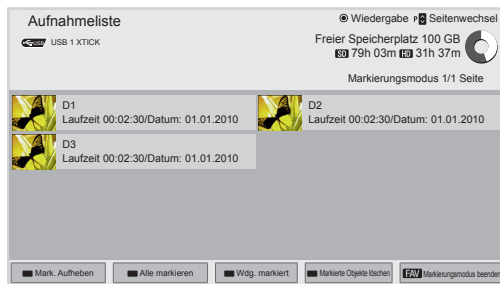 Aufnahmeliste
Wiedergabe P Seitenwechsel
USB USB 1 XTICK
Freier Speicherplatz 100 GB
SD 79h 03m HD 31h 37m
Markierungsmodus 1/1 Seite
D1
Laufzeit 00:02:30/Datum: 01.01.2010
D2
Laufzeit 00:02:30/Datum: 01.01.2010
D3
Laufzeit 00:02:30/Datum: 01.01.2010
Mark. Aufheben
Alle markieren
Wdg. markiert
Markierte Objekte löschen
FAV Markierungsmodus beenden